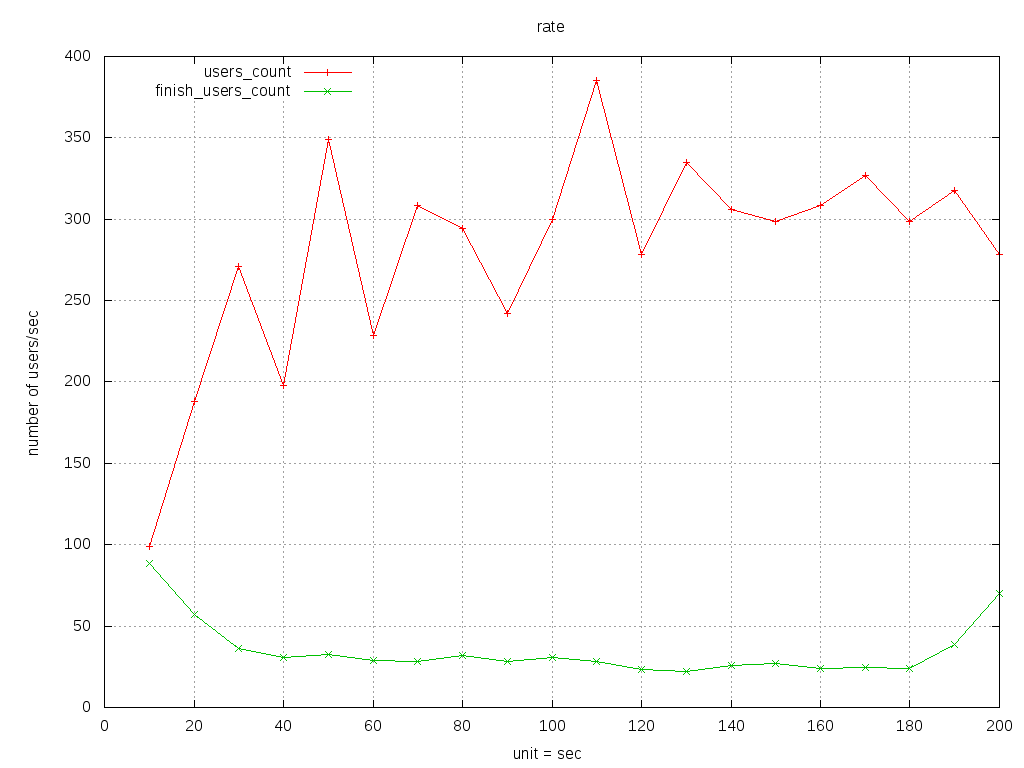 rate
400
users_count
finish_users_count
350
300
250
number of users/sec
200
150
100
50
0
0 20 40 60 80 100 120 140 160 180 200
unit = sec